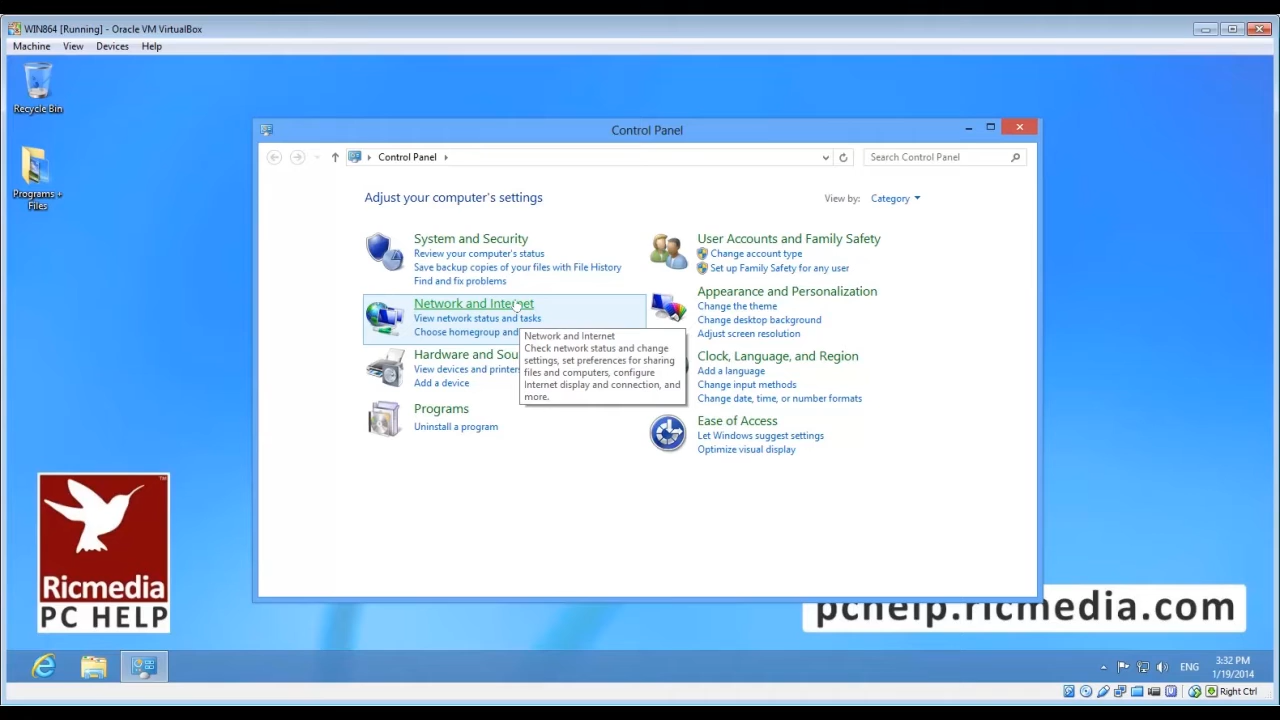 WIN864 [Running] - Oracle VM VirtualBox
Machine View Devices Help
Recycle Bin
Programs +
Files
Control Panel
Control Panel
Search Control Panel
Adjust your computer's settings
View by: Category
System and Security
Review your computer's status
Save backup copies of your files with File History
Find and fix problems
Network and Internet
View network status and tasks
Choose homegroup and
Hardware and Sou
View devices and printers
Add a device
Programs
Uninstall a program
Network and Internet
Check network status and change
settings, set preferences for sharing
files and computers, configure
Internet display and connection, and
more.
User Accounts and Family Safety
Change account type
Set up Family Safety for any user
Appearance and Personalization
Change the theme
Change desktop background
Adjust screen resolution
Clock, Language, and Region
Add a language
Change input methods
Change date, time, or number formats
Ease of Access
Let Windows suggest settings
Optimize visual display
TM
Ricmedia
PC HELP
pchelp.ricmedia.com
ENG
3:32 PM
1/19/2014
Right Ctrl